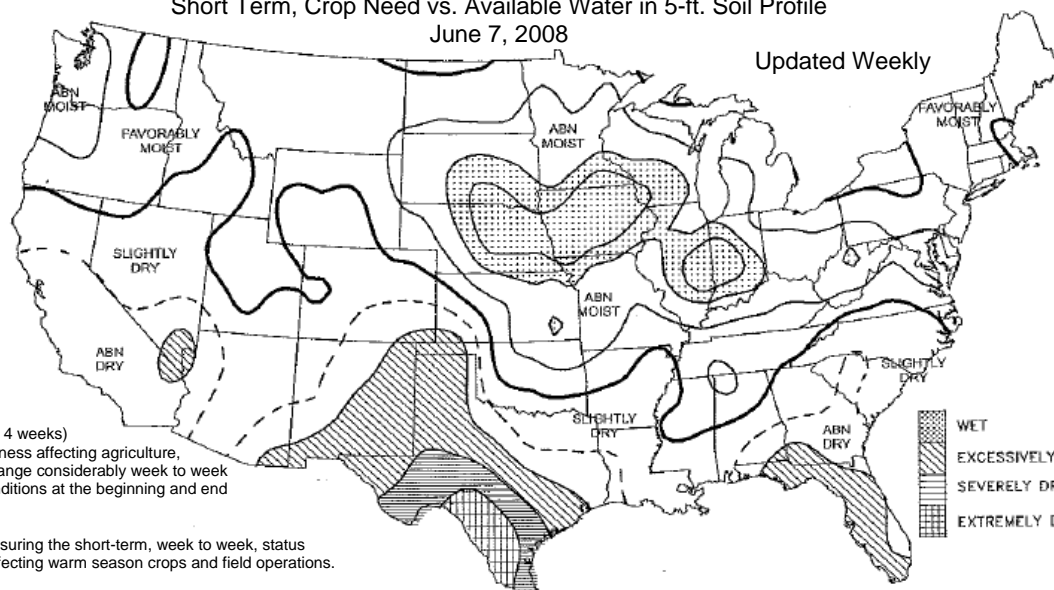 Short Term, Crop Need vs. Available Water in 5-ft. Soil Profile
June 7, 2008
Updated Weekly
ABN
MOIST
FAVORABLY
MOIST
ABN
MOIST
FAVORABLY
MOIST
SLIGHTLY
DRY
ABN
MOIST
ABN
DRY
SLIGHTLY
DRY
SLIGHTLY
DRY
ABN
DRY
WET
EXCESSIVELY
SEVERELY DR
EXTREMELY D
4 weeks)
ness affecting agriculture,
ange considerably week to week
nditions at the beginning and end
suring the short-term, week to week, status
fecting warm season crops and field operations.